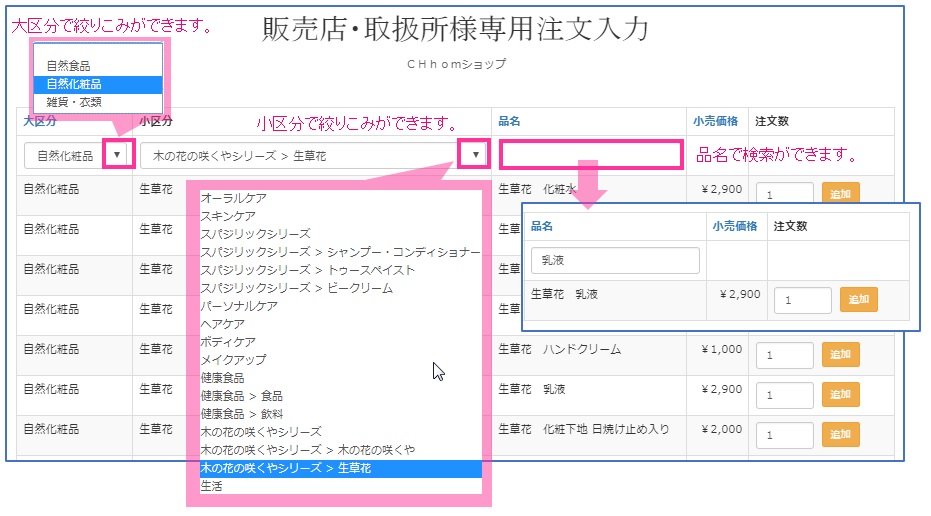 大区分で絞りこみができます。
販売店・取扱所様専用注文入力
CHhomショップ
自然食品
自然化粧品
雑貨・衣類
大区分 小区分 品名 小売価格 注文数
小区分で絞りこみができます。
自然化粧品 ▼ 木の花の咲くやシリーズ > 生草花 ▼
品名で検索ができます。
自然化粧品 生草花 生草花 化粧水 ¥2,900 1 追加
自然化粧品 生草花 生
自然化粧品 生草花 生
自然化粧品 生草花 生
自然化粧品 生草花 生草花 ハンドクリーム ¥1,000 1 追加
自然化粧品 生草花 生草花 乳液 ¥2,900 1 追加
自然化粧品 生草花 生草花 化粧下地 日焼け止め入り ¥2,000 1 追加
オーラルケア
スキンケア
スパジリックシリーズ
スパジリックシリーズ > シャンプー・コンディショナー
スパジリックシリーズ > トゥースペイスト
スパジリックシリーズ > ビークリーム
パーソナルケア
ヘアケア
ボディケア
メイクアップ
健康食品
健康食品 > 食品
健康食品 > 飲料
木の花の咲くやシリーズ
木の花の咲くやシリーズ > 木の花の咲くや
木の花の咲くやシリーズ > 生草花
生活
品名 小売価格 注文数
乳液
生草花 乳液 ¥2,900 1 追加